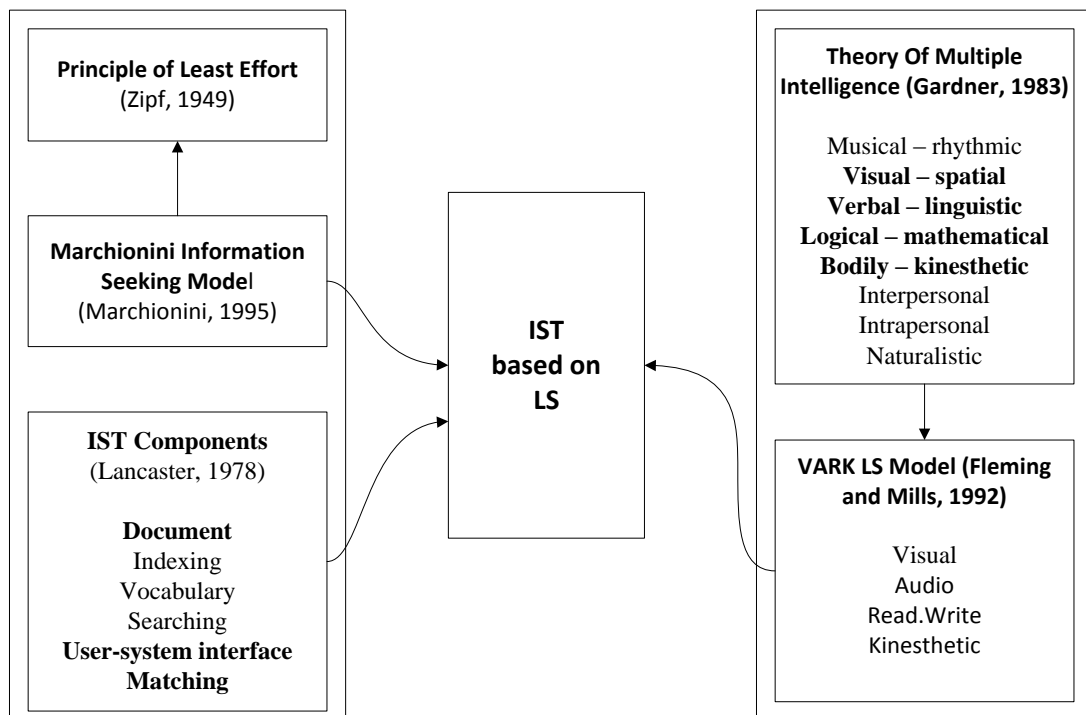 Principle of Least Effort
(Zipf, 1949)
Marchionini Information
Seeking Model
(Marchionini, 1995)
IST Components
(Lancaster, 1978)
Document
Indexing
Vocabulary
Searching
User-system interface
Matching
IST
based on
LS
Theory Of Multiple
Intelligence (Gardner, 1983)
Musical – rhythmic
Visual – spatial
Verbal – linguistic
Logical – mathematical
Bodily – kinesthetic
Interpersonal
Intrapersonal
Naturalistic
VARK LS Model (Fleming
and Mills, 1992)
Visual
Audio
Read.Write
Kinesthetic